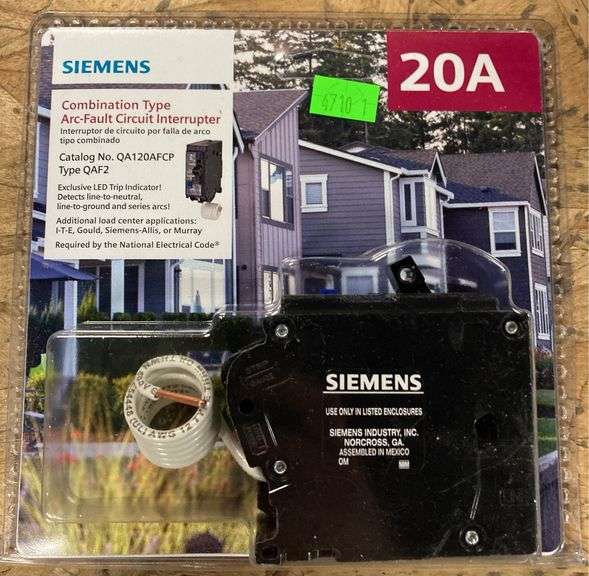 SIEMENS
20A
4710 1
Combination Type
Arc-Fault Circuit Interrupter
Interruptor de circuito por falla de arco
tipo combinado
Catalog No. QA120AFCP
Type QAF2
Exclusive LED Trip Indicator!
Detects line-to-neutral,
line-to-ground and series arcs!
Additional load center applications:
I-T-E, Gould, Siemens-Allis, or Murray
Required by the National Electrical Code®
SIEMENS
USE ONLY IN LISTED ENCLOSURES
SIEMENS INDUSTRY, INC.
NORCROSS, GA.
ASSEMBLED IN MEXICO
OM